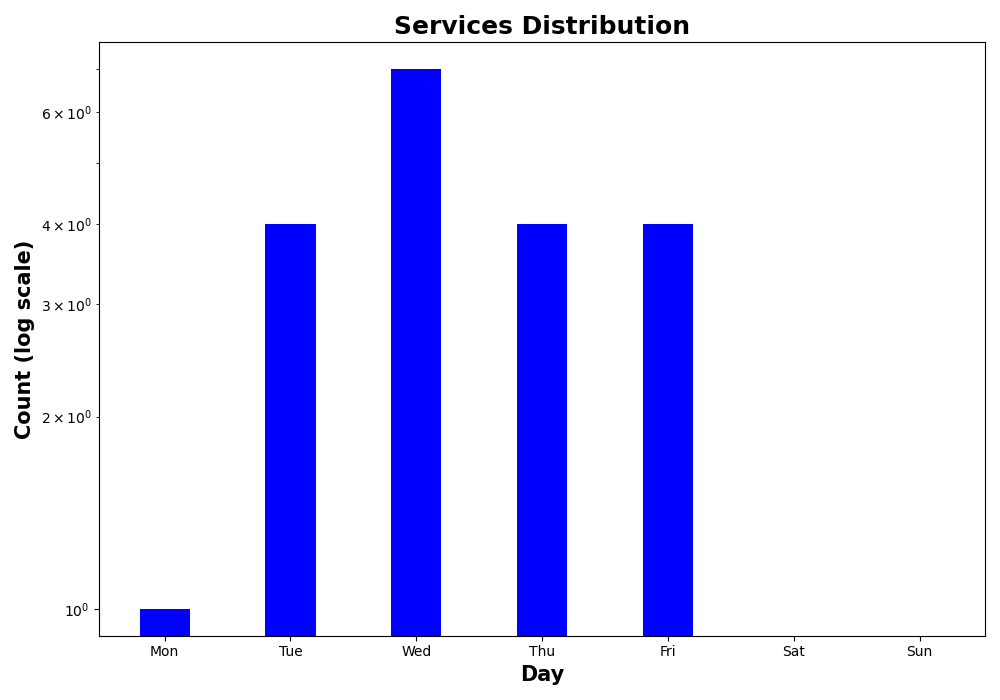 Services Distribution
Count (log scale)
6 × 10⁰
4 × 10⁰
3 × 10⁰
2 × 10⁰
10⁰
Mon Tue Wed Thu Fri Sat Sun
Day